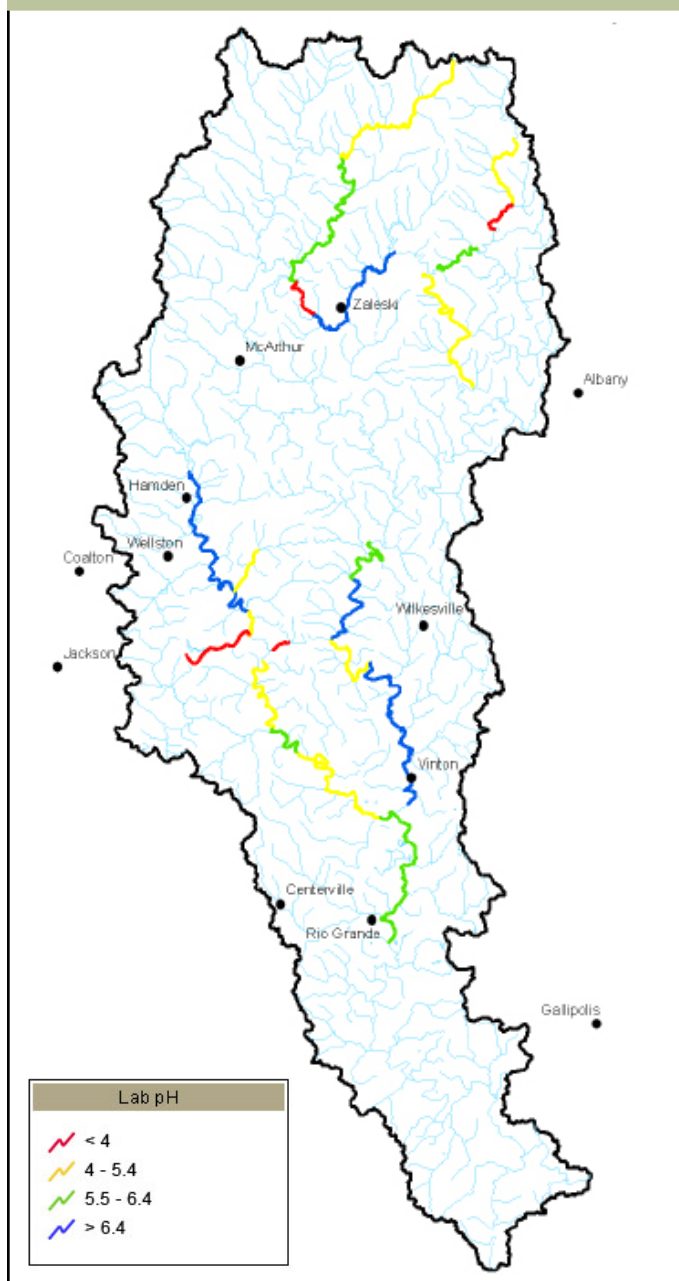 Zaleski
McArthur
Albany
Hamden
Wellston
Coalton
Wilkesville
Jackson
Vinton
Centerville
Rio Grande
Gallipolis
Lab pH
< 4
4 - 5.4
5.5 - 6.4
> 6.4